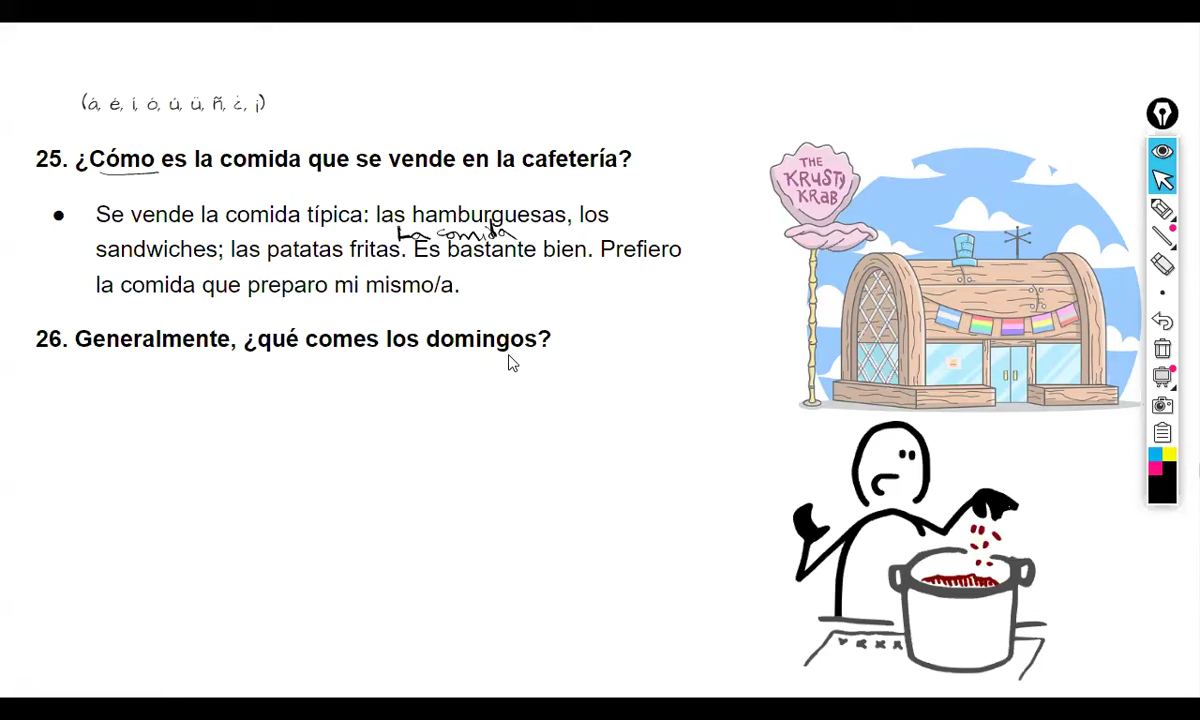 (á, é, í, ó, ú, ü, ñ, ¿, ¡)
25. ¿Cómo es la comida que se vende en la cafetería?
● Se vende la comida típica: las hamburguesas, los
La comida
sandwiches; las patatas fritas. Es bastante bien. Prefiero
la comida que preparo mi mismo/a.
26. Generalmente, ¿qué comes los domingos?
THE
KRUSTY
KRAB